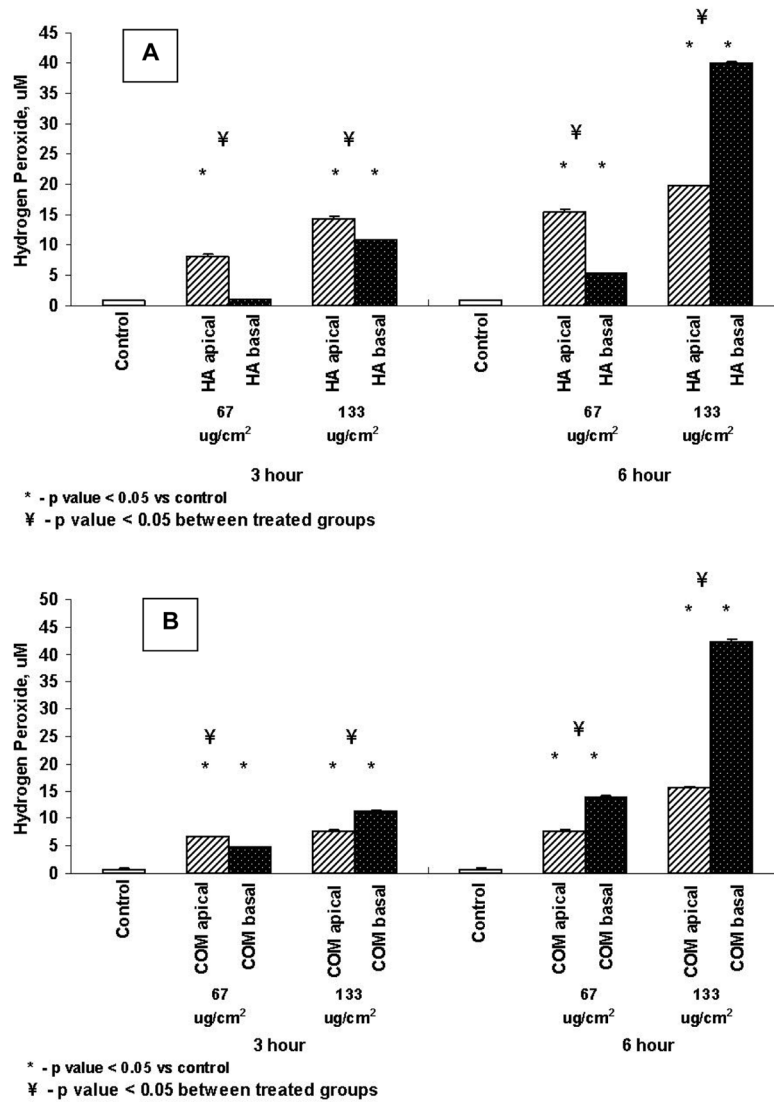 A
Hydrogen Peroxide, uM
45
40
35
30
25
20
15
10
5
0
¥ ¥ ¥ ¥
* * * * * * *
Control
HA apical
HA basal
HA apical
HA basal
Control
HA apical
HA basal
HA apical
HA basal
67 133 67 133
ug/cm² ug/cm² ug/cm² ug/cm²
3 hour 6 hour
* - p value < 0.05 vs control
¥ - p value < 0.05 between treated groups
B
Hydrogen Peroxide, uM
50
45
40
35
30
25
20
15
10
5
0
¥ ¥ ¥ ¥
* * * * * * * *
Control
COM apical
COM basal
COM apical
COM basal
Control
COM apical
COM basal
COM apical
COM basal
67 133 67 133
ug/cm² ug/cm² ug/cm² ug/cm²
3 hour 6 hour
* - p value < 0.05 vs control
¥ - p value < 0.05 between treated groups